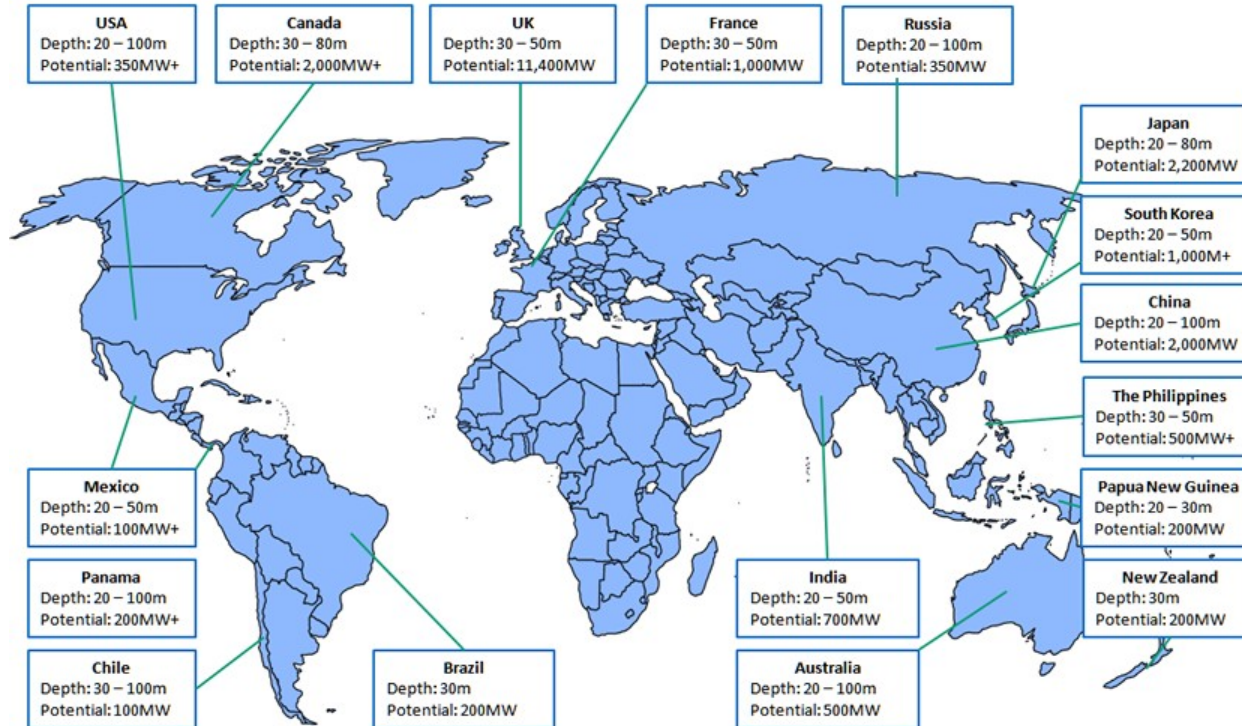 USA
Depth: 20 – 100m
Potential: 350MW+
Canada
Depth: 30 – 80m
Potential: 2,000MW+
UK
Depth: 30 – 50m
Potential: 11,400MW
France
Depth: 30 – 50m
Potential: 1,000MW
Russia
Depth: 20 – 100m
Potential: 350MW
Japan
Depth: 20 – 80m
Potential: 2,200MW
South Korea
Depth: 20 – 50m
Potential: 1,000M+
China
Depth: 20 – 100m
Potential: 2,000MW
The Philippines
Depth: 30 – 50m
Potential: 500MW+
Mexico
Depth: 20 – 50m
Potential: 100MW+
Papua New Guinea
Depth: 20 – 30m
Potential: 200MW
Panama
Depth: 20 – 100m
Potential: 200MW+
India
Depth: 20 – 50m
Potential: 700MW
New Zealand
Depth: 30m
Potential: 200MW
Chile
Depth: 30 – 100m
Potential: 100MW
Brazil
Depth: 30m
Potential: 200MW
Australia
Depth: 20 – 100m
Potential: 500MW